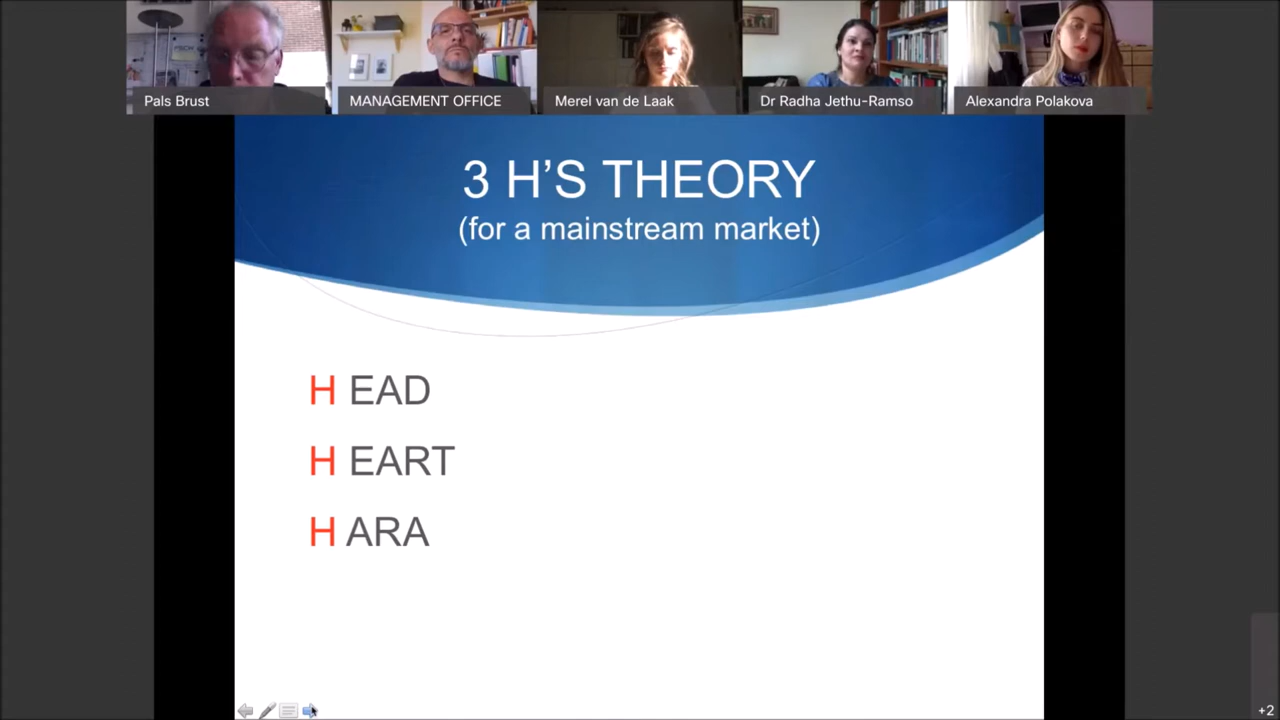 Pals Brust
MANAGEMENT OFFICE
Merel van de Laak
Dr Radha Jethu-Ramso
Alexandra Polakova
3 H’S THEORY
(for a mainstream market)
H EAD
H EART
H ARA
+2